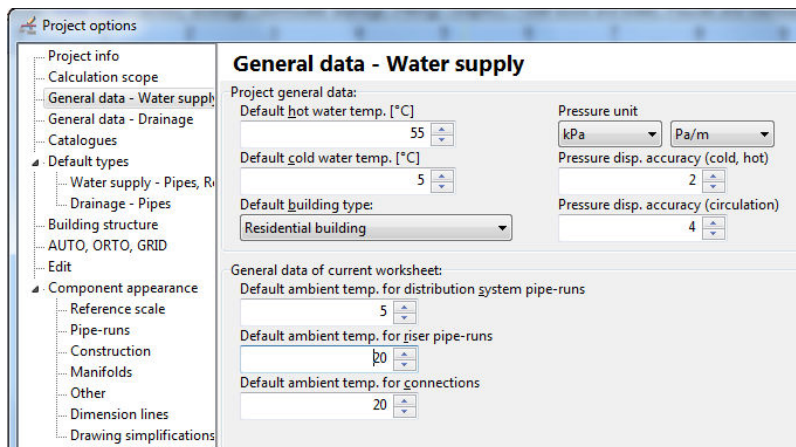 Project options
Project info
Calculation scope
General data - Water supply
General data - Drainage
Catalogues
Default types
Water supply - Pipes, R
Drainage - Pipes
Building structure
AUTO, ORTO, GRID
Edit
Component appearance
Reference scale
Pipe-runs
Construction
Manifolds
Other
Dimension lines
Drawing simplifications
General data - Water supply
Project general data:
Default hot water temp. [°C]
55
Default cold water temp. [°C]
5
Default building type:
Residential building
Pressure unit
kPa Pa/m
Pressure disp. accuracy (cold, hot)
2
Pressure disp. accuracy (circulation)
4
General data of current worksheet:
Default ambient temp. for distribution system pipe-runs
5
Default ambient temp. for riser pipe-runs
20
Default ambient temp. for connections
20